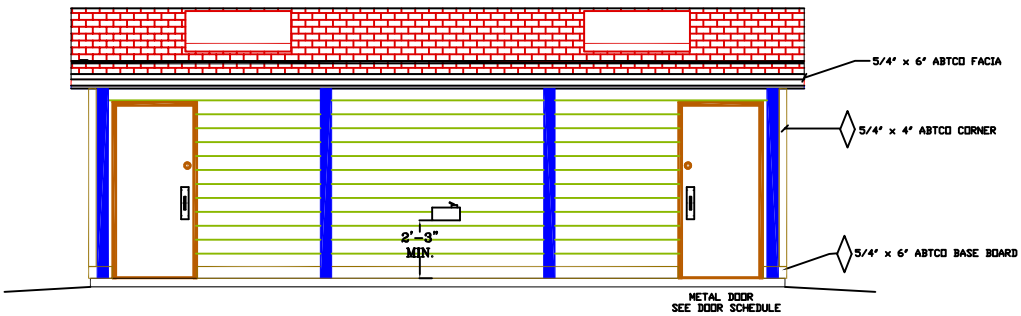 5/4" x 6" ABTCO FACIA
5/4" x 4" ABTCO CORNER
2'-3"
MIN.
5/4" x 6" ABTCO BASE BOARD
METAL DOOR
SEE DOOR SCHEDULE